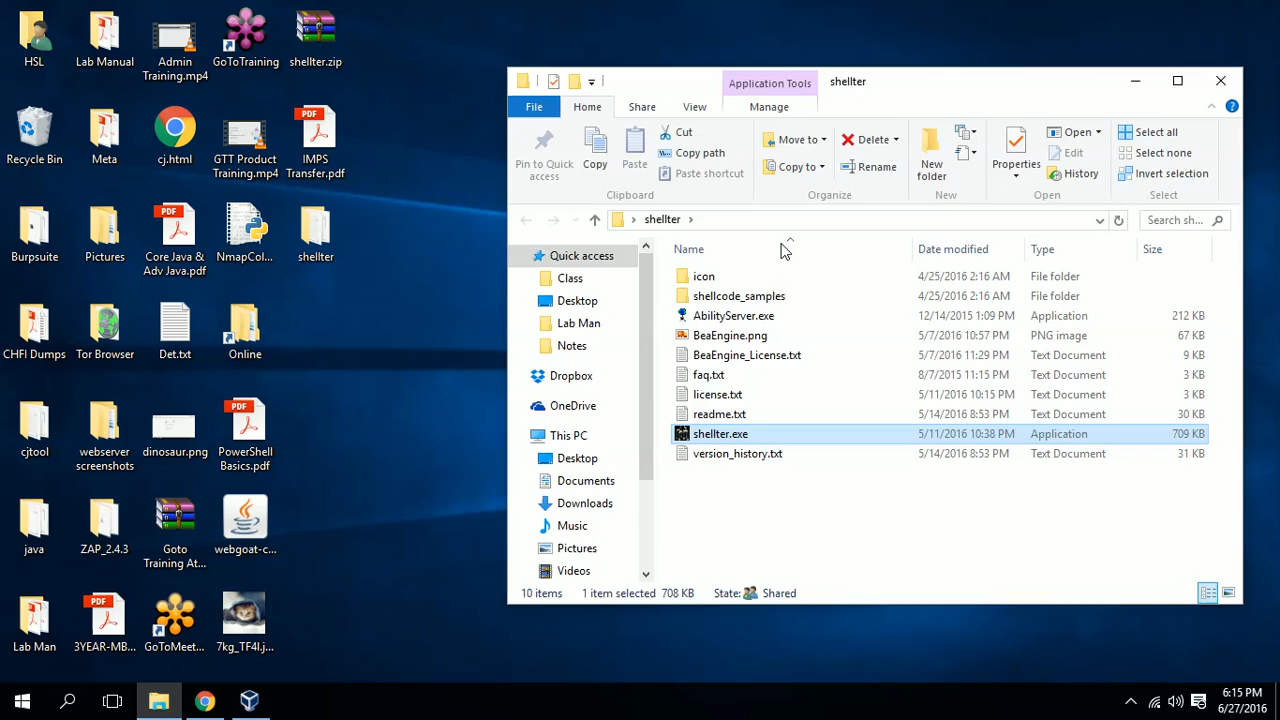 HSL
Lab Manual
Admin
Training.mp4
GoToTraining
shellter.zip
Recycle Bin
Meta
cj.html
GTT Product
Training.mp4
IMPS
Transfer.pdf
Burpsuite
Pictures
Core Java &
Adv Java.pdf
NmapCol...
shellter
CHFI Dumps
Tor Browser
Det.txt
Online
cjtool
webserver
screenshots
dinosaur.png
PowerShell
Basics.pdf
java
ZAP_2.4.3
Goto
Training At...
webgoat-c...
Lab Man
3YEAR-MB...
GoToMeet...
7kg_TF4l.j...
Application Tools
shellter
File
Home
Share
View
Manage
Pin to Quick
access
Copy
Paste
Cut
Copy path
Paste shortcut
Clipboard
Move to
Copy to
Delete
Rename
Organize
New
folder
New
Properties
Open
Edit
History
Open
Select all
Select none
Invert selection
Select
shellter
Search sh...
Quick access
Class
Desktop
Lab Man
Notes
Dropbox
OneDrive
This PC
Desktop
Documents
Downloads
Music
Pictures
Videos
Name Date modified Type Size
icon 4/25/2016 2:16 AM File folder
shellcode_samples 4/25/2016 2:16 AM File folder
AbilityServer.exe 12/14/2015 1:09 PM Application 212 KB
BeaEngine.png 5/7/2016 10:57 PM PNG image 67 KB
BeaEngine_License.txt 5/7/2016 11:29 PM Text Document 9 KB
faq.txt 8/7/2015 11:15 PM Text Document 3 KB
license.txt 5/11/2016 10:15 PM Text Document 3 KB
readme.txt 5/14/2016 8:53 PM Text Document 30 KB
shellter.exe 5/11/2016 10:38 PM Application 709 KB
version_history.txt 5/14/2016 8:53 PM Text Document 31 KB
10 items 1 item selected 708 KB State: Shared
6:15 PM
6/27/2016